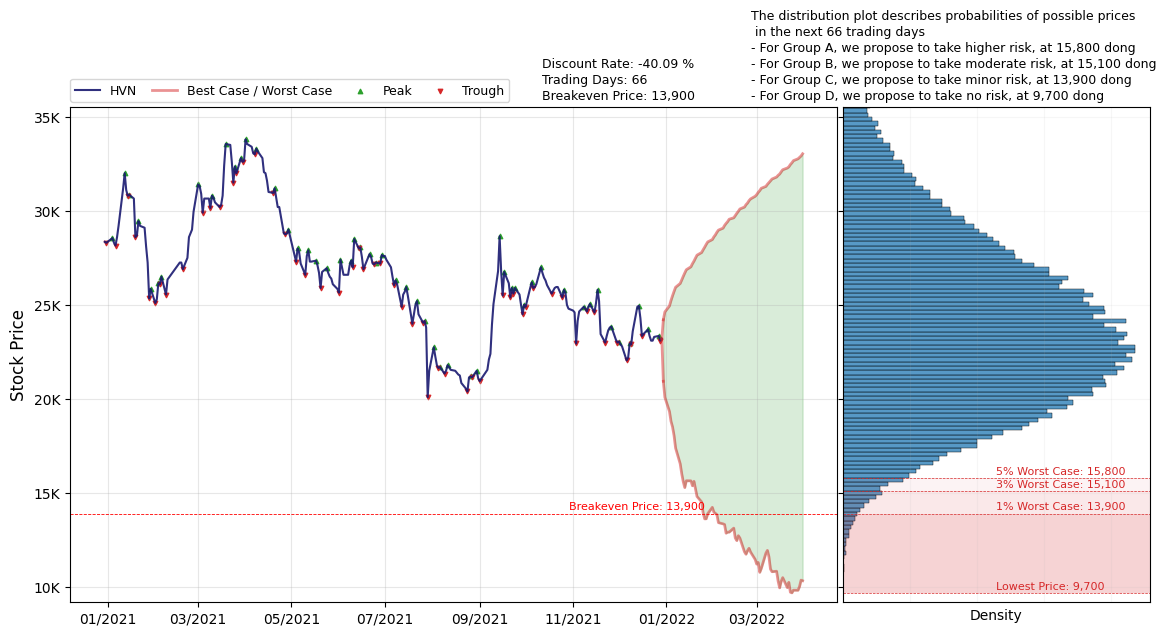 The distribution plot describes probabilities of possible prices
in the next 66 trading days
- For Group A, we propose to take higher risk, at 15,800 dong
- For Group B, we propose to take moderate risk, at 15,100 dong
- For Group C, we propose to take minor risk, at 13,900 dong
- For Group D, we propose to take no risk, at 9,700 dong
Discount Rate: -40.09 %
Trading Days: 66
Breakeven Price: 13,900
HVN Best Case / Worst Case Peak Trough
Stock Price
35K
30K
25K
20K
15K
10K
Breakeven Price: 13,900
5% Worst Case: 15,800
3% Worst Case: 15,100
1% Worst Case: 13,900
Lowest Price: 9,700
01/2021 03/2021 05/2021 07/2021 09/2021 11/2021 01/2022 03/2022
Density